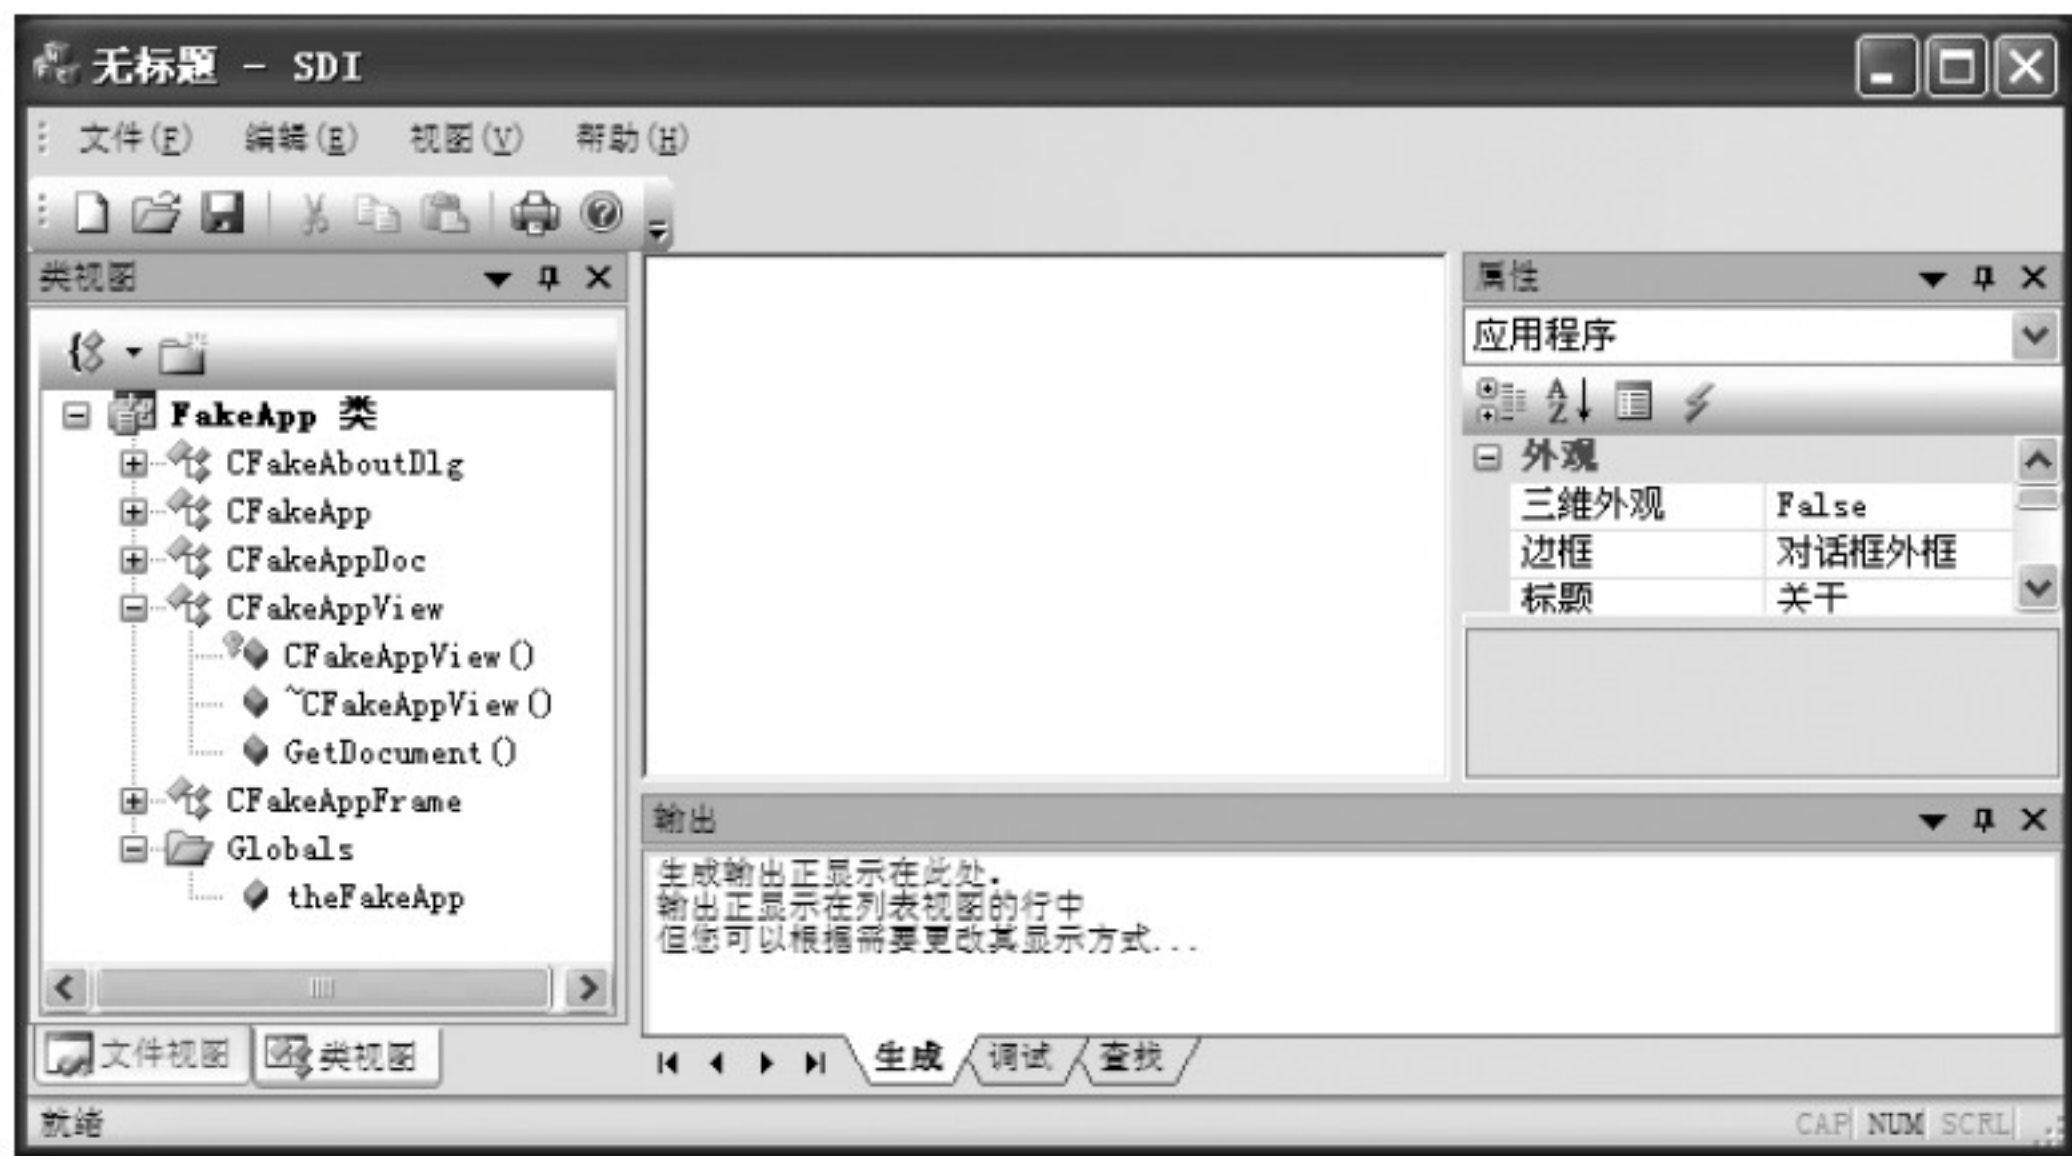 无标题 - SDI
文件(F) 编辑(E) 视图(V) 帮助(H)
类视图
FakeApp 类
CFakeAboutDlg
CFakeApp
CFakeAppDoc
CFakeAppView
CFakeAppView()
~CFakeAppView()
GetDocument()
CFakeAppFrame
Globals
theFakeApp
文件视图 类视图
属性
应用程序
外观
三维外观 False
边框 对话框外框
标题 关于
输出
生成输出正显示在此处.
输出正显示在列表视图的行中
但您可以根据需要更改其显示方式...
生成 调试 查找
就绪
CAP NUM SCRL